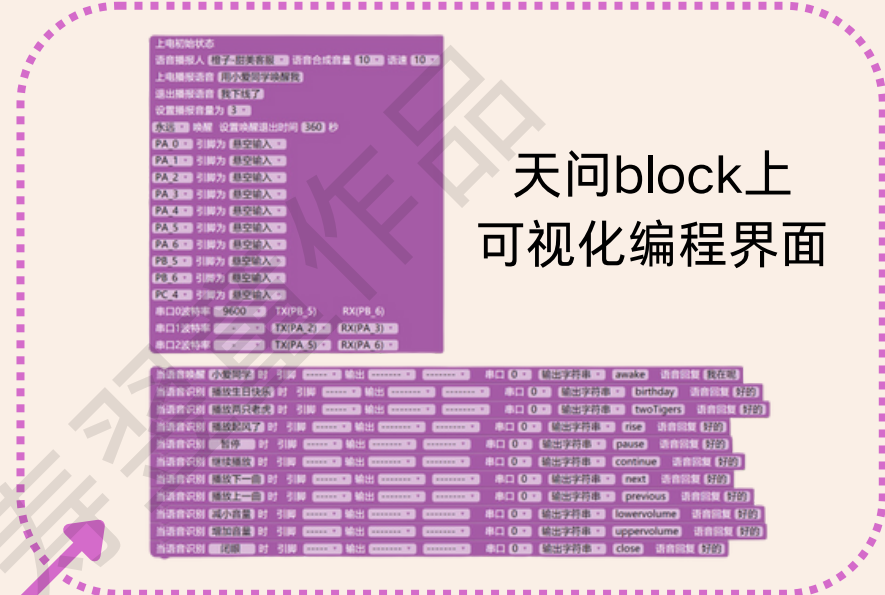 上电初始状态
语音播报人 橙子-甜美客服 语音合成音量 10 语速 10
上电播报语音 用小爱同学唤醒我
退出播报语音 我下线了
设置播报音量为 3
永远 唤醒 设置唤醒退出时间 360 秒
PA_0 引脚为 悬空输入
PA_1 引脚为 悬空输入
PA_2 引脚为 悬空输入
PA_3 引脚为 悬空输入
PA_4 引脚为 悬空输入
PA_5 引脚为 悬空输入
PA_6 引脚为 悬空输入
PB_5 引脚为 悬空输入
PB_6 引脚为 悬空输入
PC_4 引脚为 悬空输入
串口0波特率 9600 TX(PB_5) RX(PB_6)
串口1波特率 - TX(PA_2) RX(PA_3)
串口2波特率 - TX(PA_5) RX(PA_6)
天问block上
可视化编程界面
当语音唤醒 小爱同学 时 引脚 ----- 输出 ------- ------- 串口 0 输出字符串 awake 语音回复 我在呢
当语音识别 播放生日快乐 时 引脚 ----- 输出 ------- ------- 串口 0 输出字符串 birthday 语音回复 好的
当语音识别 播放两只老虎 时 引脚 ----- 输出 ------- ------- 串口 0 输出字符串 twoTigers 语音回复 好的
当语音识别 播放起风了 时 引脚 ----- 输出 ------- ------- 串口 0 输出字符串 rise 语音回复 好的
当语音识别 暂停 时 引脚 ----- 输出 ------- ------- 串口 0 输出字符串 pause 语音回复 好的
当语音识别 继续播放 时 引脚 ----- 输出 ------- ------- 串口 0 输出字符串 continue 语音回复 好的
当语音识别 播放下一曲 时 引脚 ----- 输出 ------- ------- 串口 0 输出字符串 next 语音回复 好的
当语音识别 播放上一曲 时 引脚 ----- 输出 ------- ------- 串口 0 输出字符串 previous 语音回复 好的
当语音识别 减小音量 时 引脚 ----- 输出 ------- ------- 串口 0 输出字符串 lowervolume 语音回复 好的
当语音识别 增加音量 时 引脚 ----- 输出 ------- ------- 串口 0 输出字符串 uppervolume 语音回复 好的
当语音识别 闭眼 时 引脚 ----- 输出 ------- ------- 串口 0 输出字符串 close 语音回复 好的
作品